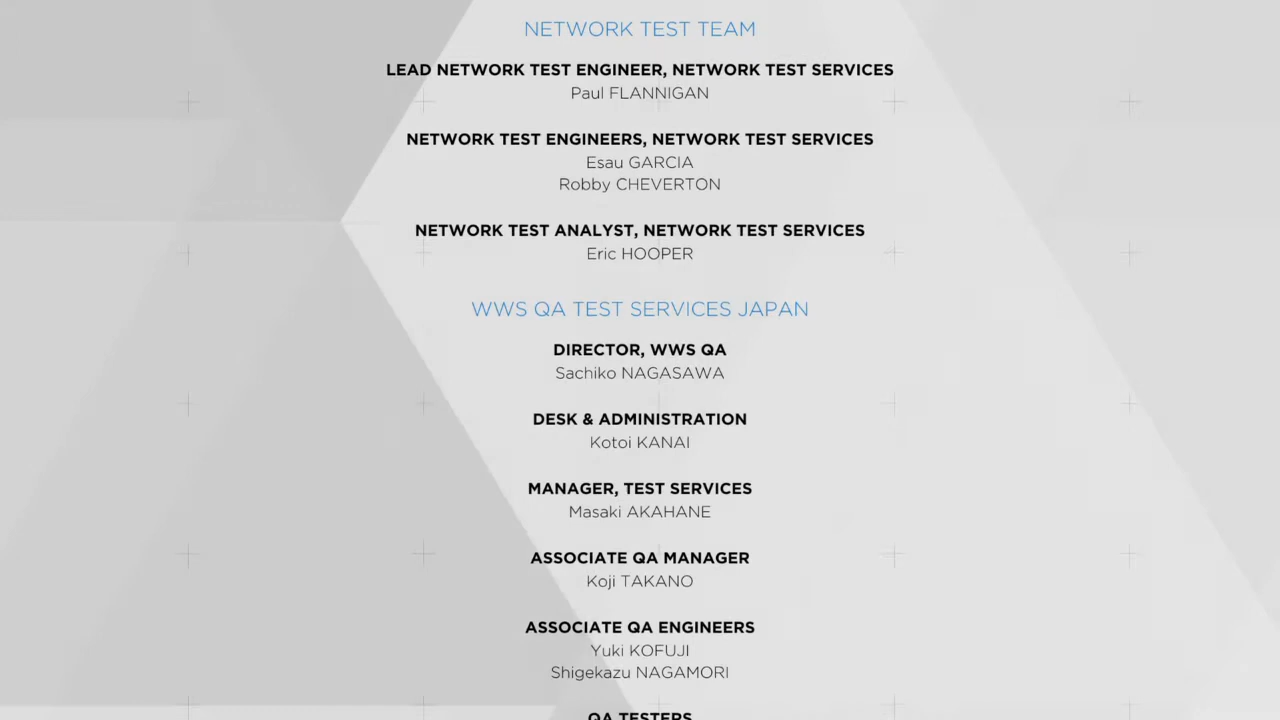 NETWORK TEST TEAM
LEAD NETWORK TEST ENGINEER, NETWORK TEST SERVICES
Paul FLANNIGAN
NETWORK TEST ENGINEERS, NETWORK TEST SERVICES
Esau GARCIA
Robby CHEVERTON
NETWORK TEST ANALYST, NETWORK TEST SERVICES
Eric HOOPER
WWS QA TEST SERVICES JAPAN
DIRECTOR, WWS QA
Sachiko NAGASAWA
DESK & ADMINISTRATION
Kotoi KANAI
MANAGER, TEST SERVICES
Masaki AKAHANE
ASSOCIATE QA MANAGER
Koji TAKANO
ASSOCIATE QA ENGINEERS
Yuki KOFUJI
Shigekazu NAGAMORI
QA TESTERS